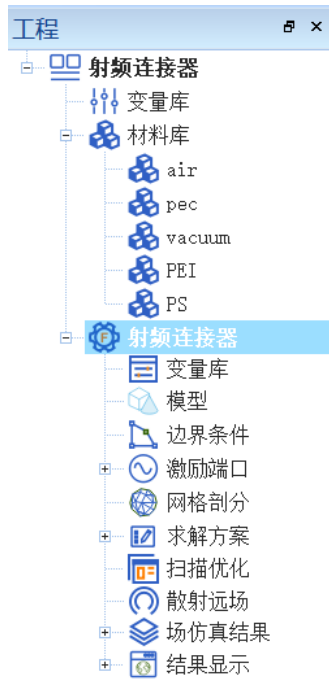 工程
射频连接器
变量库
材料库
air
pec
vacuum
PEI
PS
射频连接器
变量库
模型
边界条件
激励端口
网格剖分
求解方案
扫描优化
散射远场
场仿真结果
结果显示